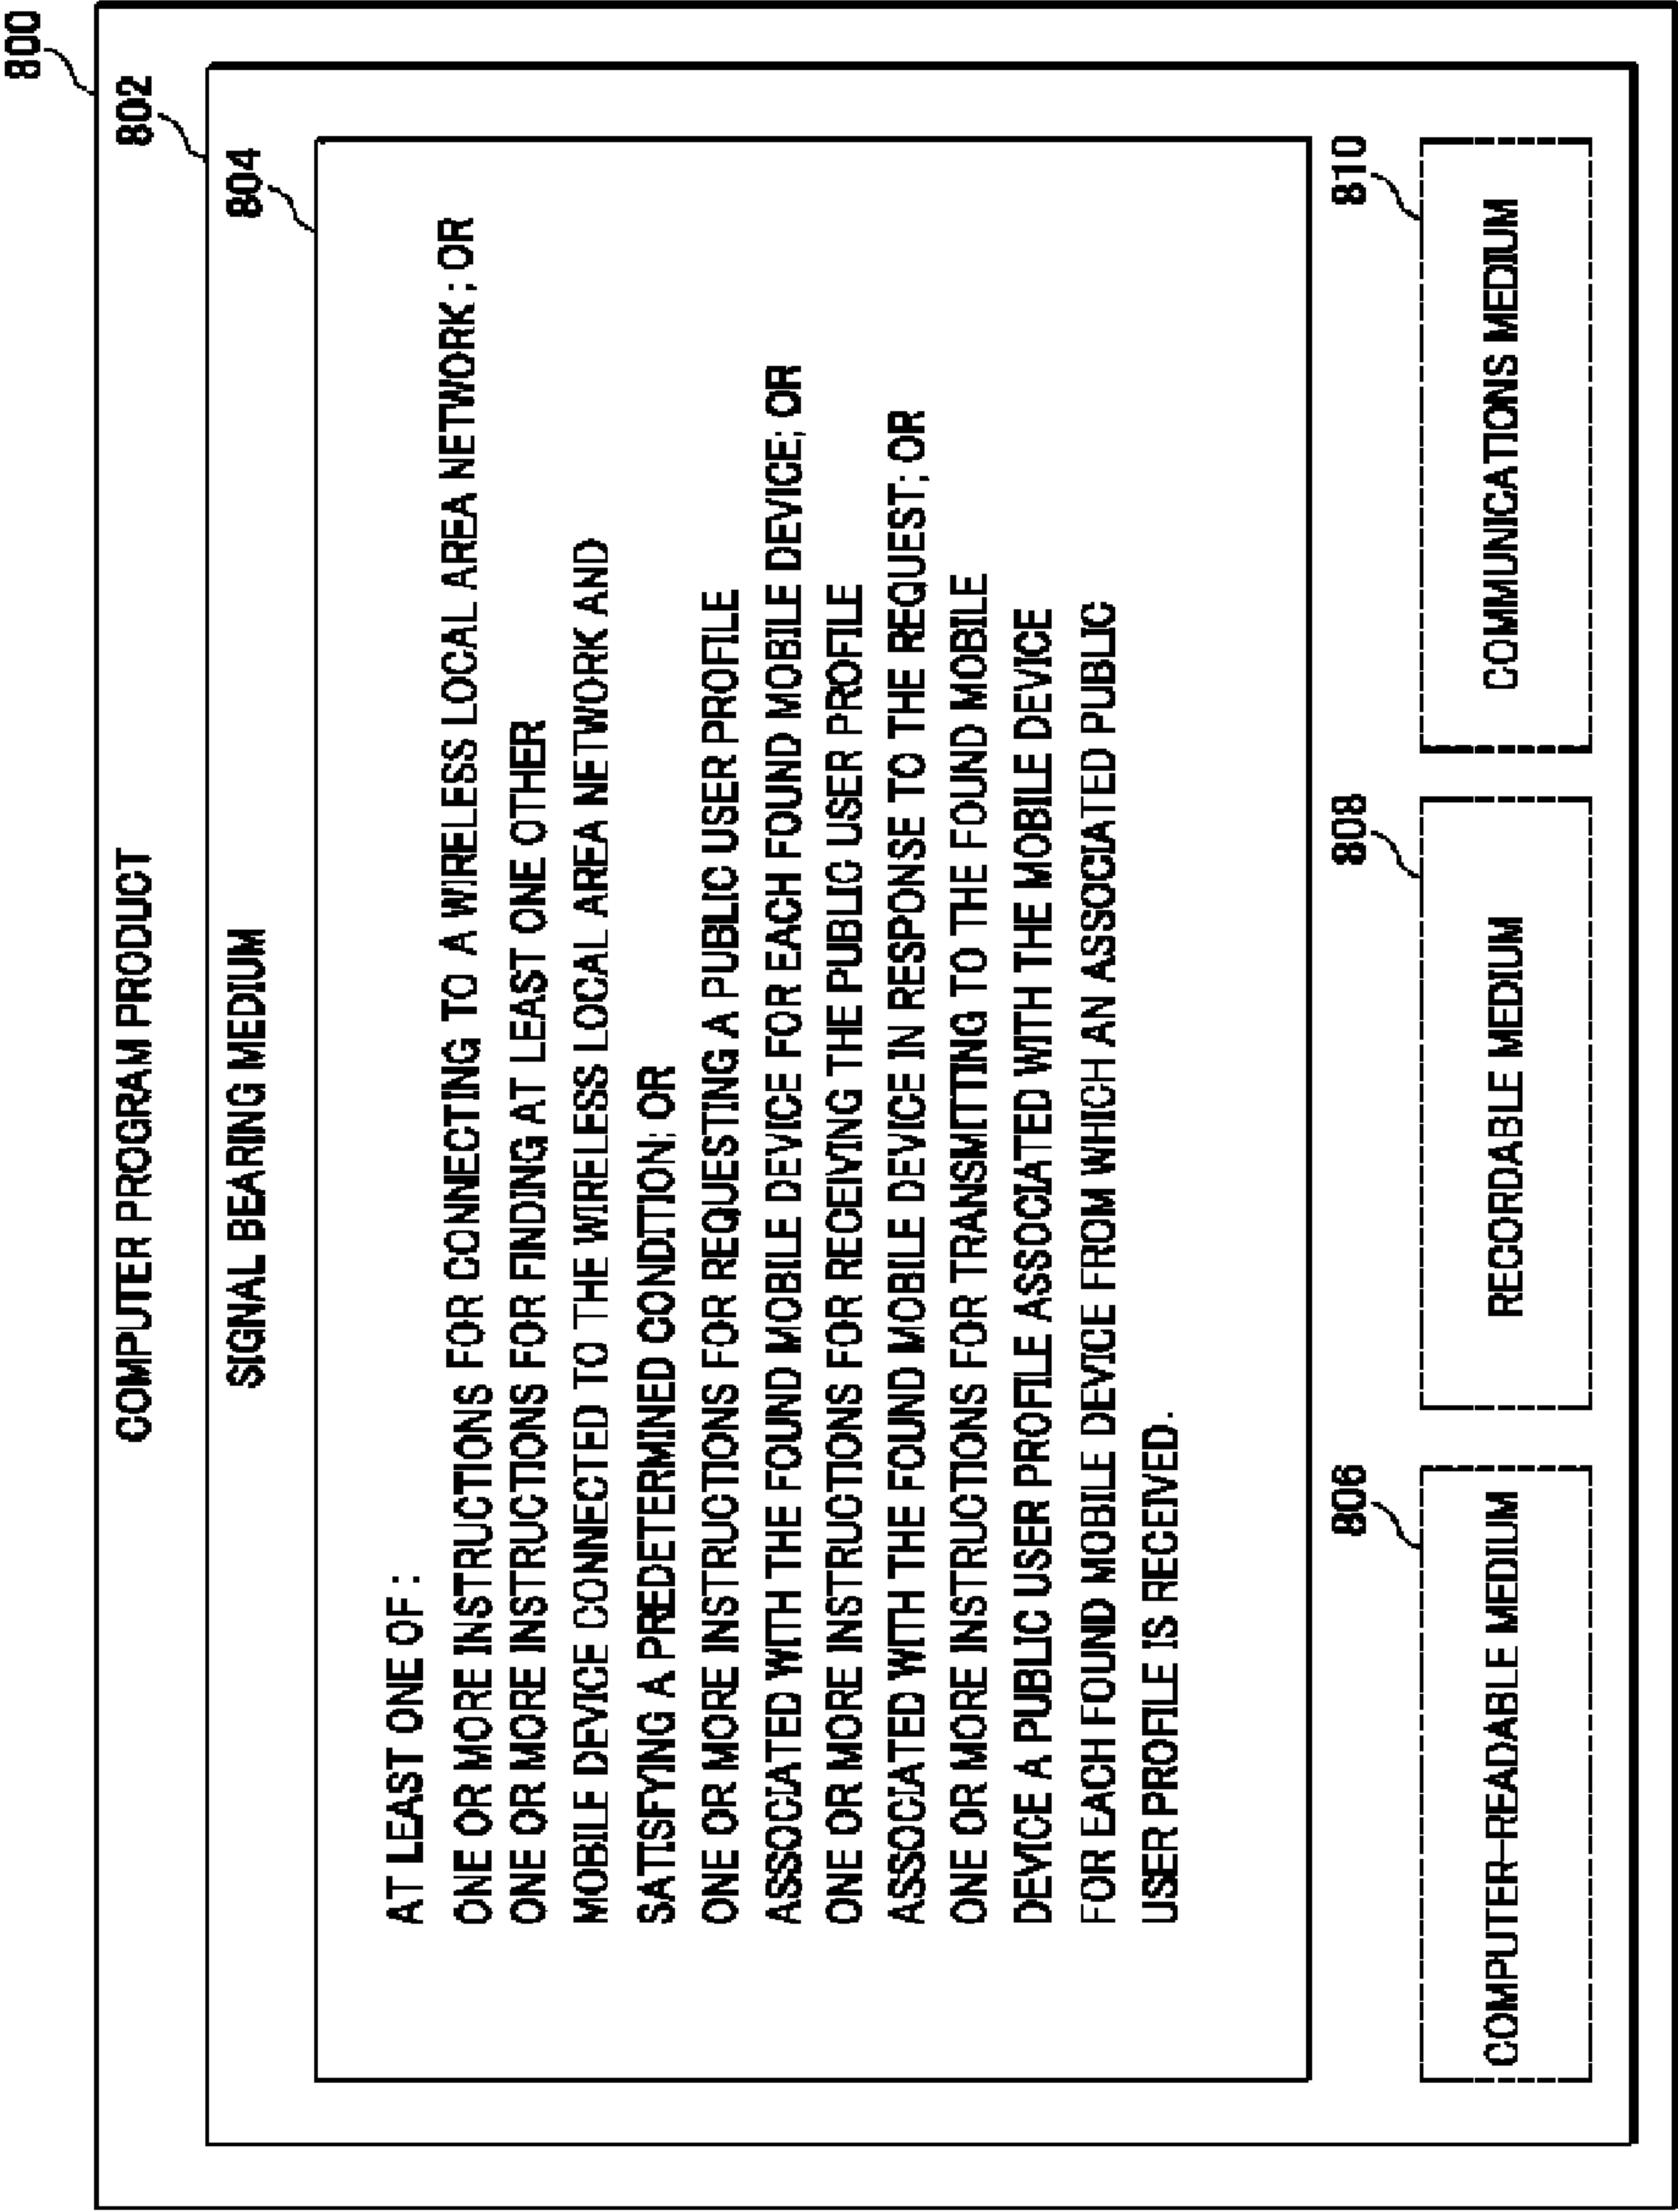 800
COMPUTER PROGRAM PRODUCT
802
SIGNAL BEARING MEDIUM
804
AT LEAST ONE OF :
ONE OR MORE INSTRUCTIONS FOR CONNECTING TO A WIRELESS LOCAL AREA NETWORK ; OR
ONE OR MORE INSTRUCTIONS FOR FINDING AT LEAST ONE OTHER
MOBILE DEVICE CONNECTED TO THE WIRELESS LOCAL AREA NETWORK AND
SATISFYING A PREDETERMINED CONDITION; OR
ONE OR MORE INSTRUCTIONS FOR REQUESTING A PUBLIC USER PROFILE
ASSOCIATED WITH THE FOUND MOBILE DEVICE FOR EACH FOUND MOBILE DEVICE; OR
ONE OR MORE INSTRUCTIONS FOR RECEIVING THE PUBLIC USER PROFILE
ASSOCIATED WITH THE FOUND MOBILE DEVICE IN RESPONSE TO THE REQUEST; OR
ONE OR MORE INSTRUCTIONS FOR TRANSMITTING TO THE FOUND MOBILE
DEVICE A PUBLIC USER PROFILE ASSOCIATED WITH THE MOBILE DEVICE
FOR EACH FOUND MOBILE DEVICE FROM WHICH AN ASSOCIATED PUBLIC
USER PROFILE IS RECEIVED.
806
COMPUTER-READABLE MEDIUM
808
RECORDABLE MEDIUM
810
COMMUNICATIONS MEDIUM